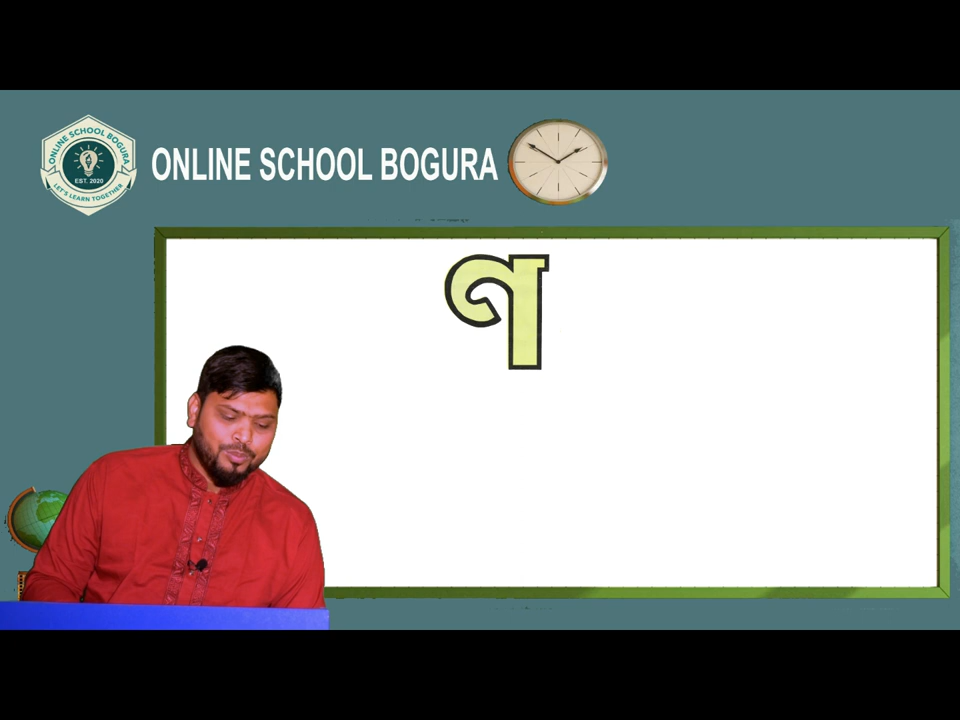 ONLINE SCHOOL BOGURA
EST. 2020
LET'S LEARN TOGETHER
ONLINE SCHOOL BOGURA
গ